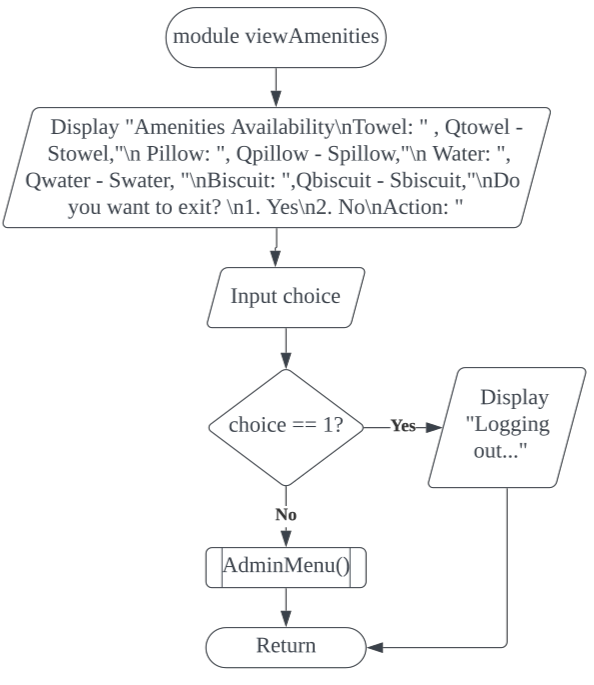 module viewAmenities
Display "Amenities Availability\nTowel: " , Qtowel -
Stowel,"\n Pillow: ", Qpillow - Spillow,"\n Water: ",
Qwater - Swater, "\nBiscuit: ",Qbiscuit - Sbiscuit,"\nDo
you want to exit? \n1. Yes\n2. No\nAction: "
Input choice
choice == 1?
Yes
Display
"Logging
out..."
No
AdminMenu()
Return